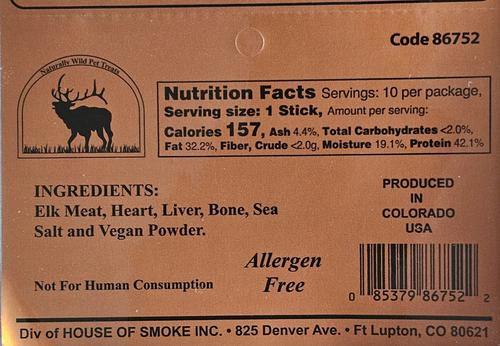 Code 86752
Naturally Wild Pet Treats
Nutrition Facts Servings: 10 per package,
Serving size: 1 Stick, Amount per serving:
Calories 157, Ash 4.4%, Total Carbohydrates <2.0%,
Fat 32.2%, Fiber, Crude <2.0g, Moisture 19.1%, Protein 42.1%
INGREDIENTS:
Elk Meat, Heart, Liver, Bone, Sea
Salt and Vegan Powder.
PRODUCED
IN
COLORADO
USA
Allergen
Free
Not For Human Consumption
0 85379 86752 2
Div of HOUSE OF SMOKE INC. • 825 Denver Ave. • Ft Lupton, CO 80621